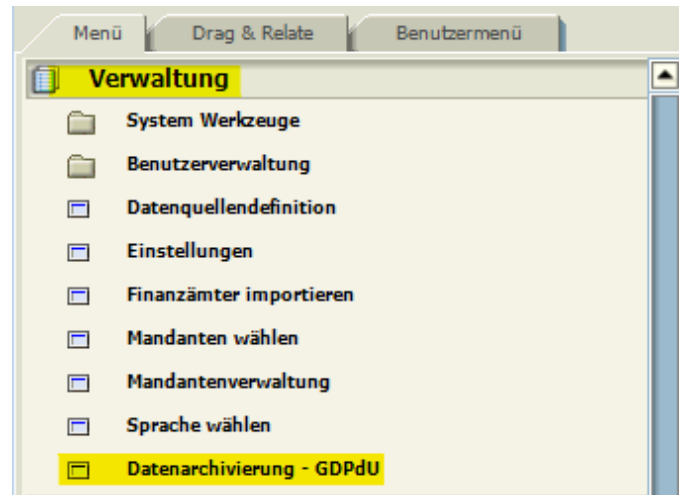 Menü Drag & Relate Benutzermenü
Verwaltung
System Werkzeuge
Benutzerverwaltung
Datenquellendefinition
Einstellungen
Finanzämter importieren
Mandanten wählen
Mandantenverwaltung
Sprache wählen
Datenarchivierung - GDPdU